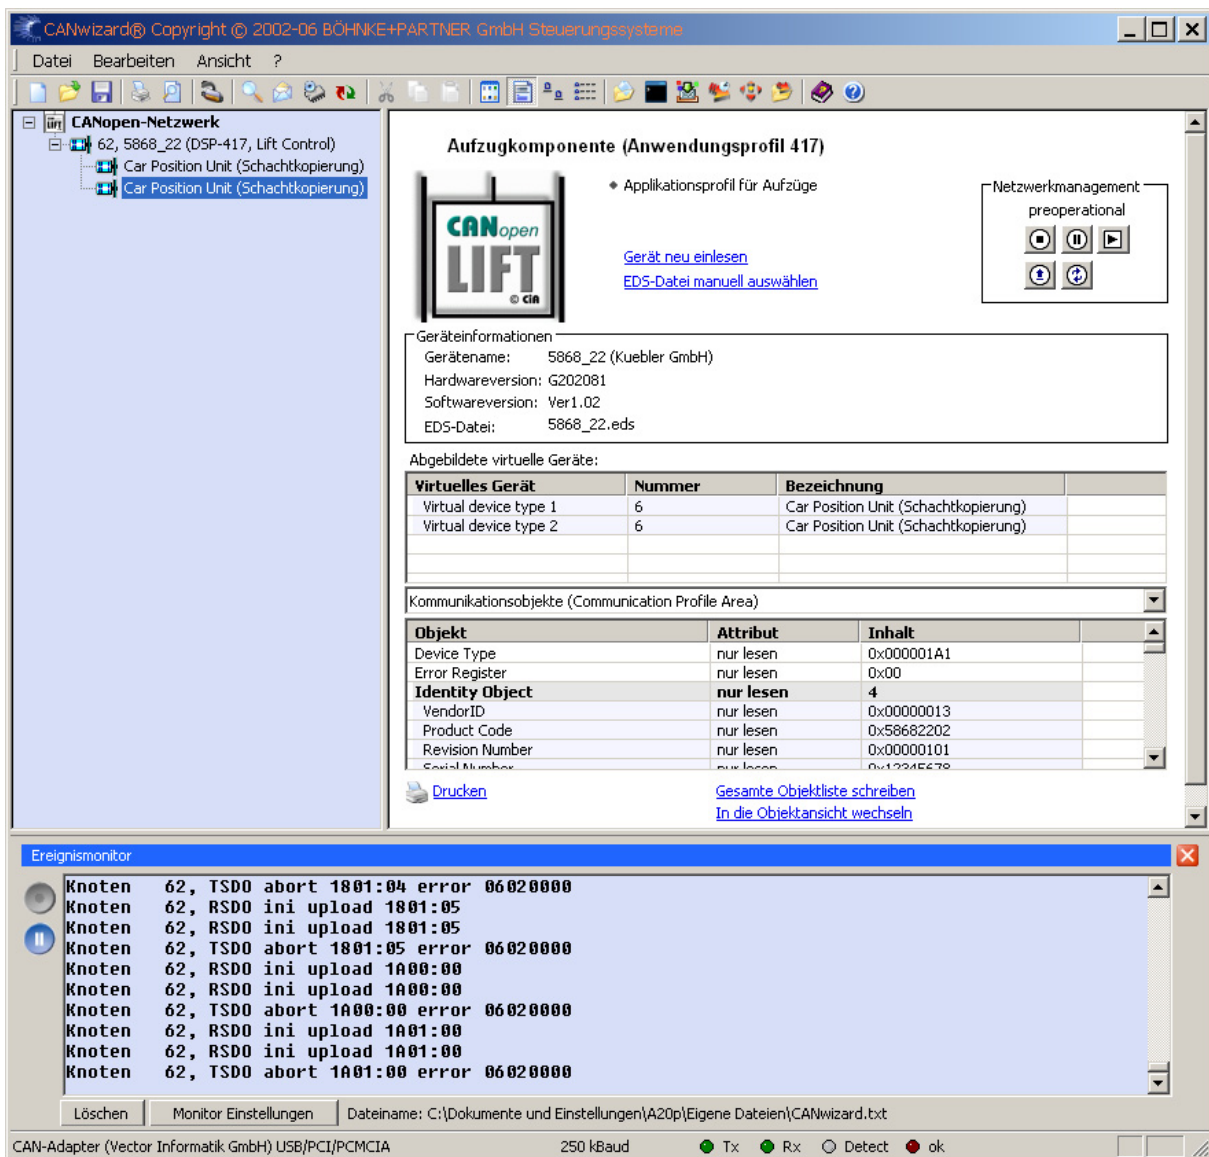 CANwizard® Copyright © 2002-06 BÖHNKE+PARTNER GmbH Steuerungssysteme
Datei Bearbeiten Ansicht ?
CANopen-Netzwerk
62, 5868_22 (DSP-417, Lift Control)
Car Position Unit (Schachtkopierung)
Car Position Unit (Schachtkopierung)
Aufzugkomponente (Anwendungsprofil 417)
CANopen
LIFT
© CiA
Applikationsprofil für Aufzüge
Gerät neu einlesen
EDS-Datei manuell auswählen
Netzwerkmanagement
preoperational
Geräteinformationen
Gerätename: 5868_22 (Kuebler GmbH)
Hardwareversion: G202081
Softwareversion: Ver1.02
EDS-Datei: 5868_22.eds
Abgebildete virtuelle Geräte:
Virtuelles Gerät Nummer Bezeichnung
Virtual device type 1 6 Car Position Unit (Schachtkopierung)
Virtual device type 2 6 Car Position Unit (Schachtkopierung)
Kommunikationsobjekte (Communication Profile Area)
Objekt Attribut Inhalt
Device Type nur lesen 0x000001A1
Error Register nur lesen 0x00
Identity Object nur lesen 4
VendorID nur lesen 0x00000013
Product Code nur lesen 0x58682202
Revision Number nur lesen 0x00000101
Serial Number nur lesen 0x12345678
Drucken
Gesamte Objektliste schreiben
In die Objektansicht wechseln
Ereignismonitor
Knoten 62, TSDO abort 1801:04 error 06020000
Knoten 62, RSDO ini upload 1801:05
Knoten 62, RSDO ini upload 1801:05
Knoten 62, TSDO abort 1801:05 error 06020000
Knoten 62, RSDO ini upload 1A00:00
Knoten 62, RSDO ini upload 1A00:00
Knoten 62, TSDO abort 1A00:00 error 06020000
Knoten 62, RSDO ini upload 1A01:00
Knoten 62, RSDO ini upload 1A01:00
Knoten 62, TSDO abort 1A01:00 error 06020000
Löschen Monitor Einstellungen Dateiname: C:\Dokumente und Einstellungen\A20p\Eigene Dateien\CANwizard.txt
CAN-Adapter (Vector Informatik GmbH) USB/PCI/PCMCIA 250 kBaud Tx Rx Detect ok